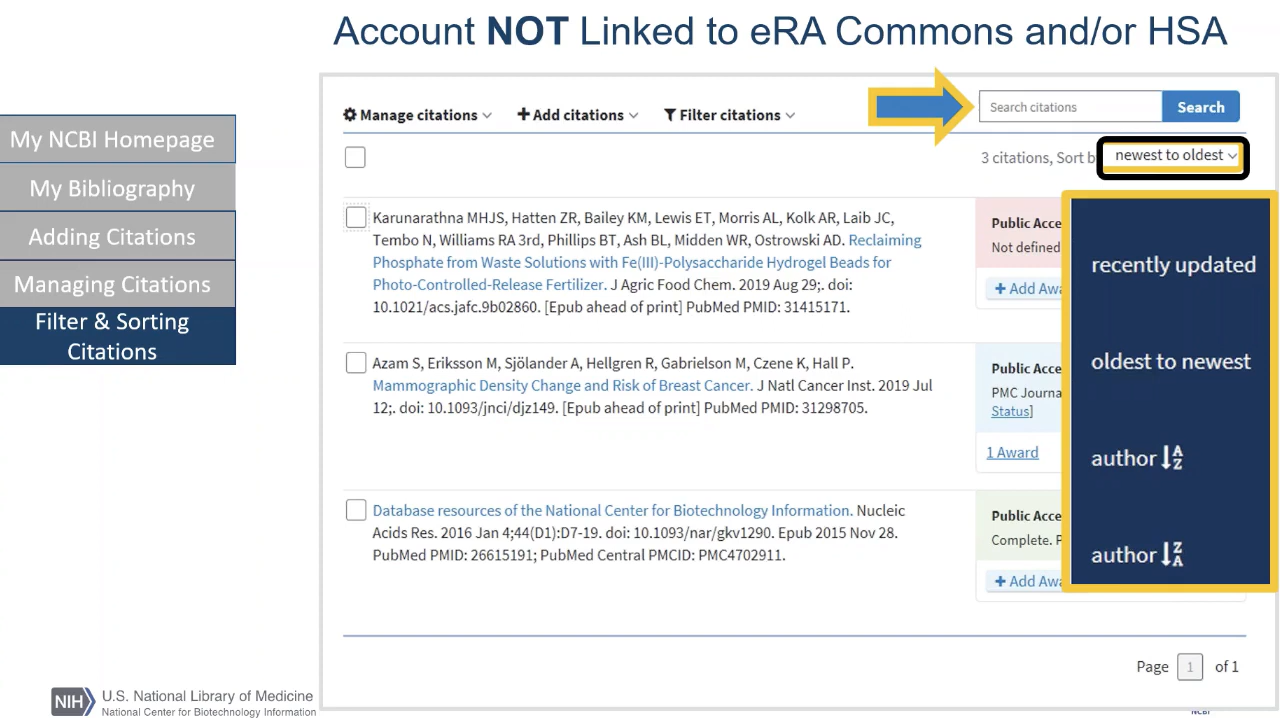 Account NOT Linked to eRA Commons and/or HSA
My NCBI Homepage
My Bibliography
Adding Citations
Managing Citations
Filter & Sorting
Citations
Manage citations
Add citations
Filter citations
Search citations
Search
3 citations, Sort b
newest to oldest
recently updated
oldest to newest
author A Z
author Z A
Karunarathna MHJS, Hatten ZR, Bailey KM, Lewis ET, Morris AL, Kolk AR, Laib JC,
Tembo N, Williams RA 3rd, Phillips BT, Ash BL, Midden WR, Ostrowski AD. Reclaiming
Phosphate from Waste Solutions with Fe(III)-Polysaccharide Hydrogel Beads for
Photo-Controlled-Release Fertilizer. J Agric Food Chem. 2019 Aug 29;. doi:
10.1021/acs.jafc.9b02860. [Epub ahead of print] PubMed PMID: 31415171.
Public Acce
Not defined
+ Add Awa
Azam S, Eriksson M, Sjölander A, Hellgren R, Gabrielson M, Czene K, Hall P.
Mammographic Density Change and Risk of Breast Cancer. J Natl Cancer Inst. 2019 Jul
12;. doi: 10.1093/jnci/djz149. [Epub ahead of print] PubMed PMID: 31298705.
Public Acce
PMC Journa
Status]
1 Award
Database resources of the National Center for Biotechnology Information. Nucleic
Acids Res. 2016 Jan 4;44(D1):D7-19. doi: 10.1093/nar/gkv1290. Epub 2015 Nov 28.
PubMed PMID: 26615191; PubMed Central PMCID: PMC4702911.
Public Acce
Complete. P
+ Add Awa
Page 1 of 1
NIH
U.S. National Library of Medicine
National Center for Biotechnology Information
NCBI